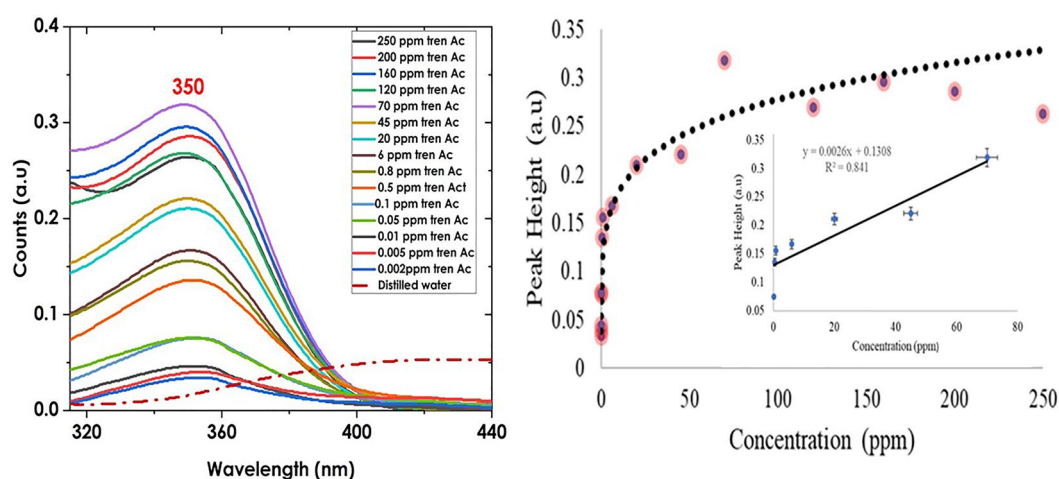 0.4
0.3
0.2
0.1
0.0
Counts (a.u)
350
250 ppm tren Ac
200 ppm tren Ac
160 ppm tren Ac
120 ppm tren Ac
70 ppm tren Ac
45 ppm tren Ac
20 ppm tren Ac
6 ppm tren Ac
0.8 ppm tren Ac
0.5 ppm tren Act
0.1 ppm tren Ac
0.05 ppm tren Ac
0.01 ppm tren Ac
0.005 ppm tren Ac
0.002ppm tren Ac
Distilled water
320 360 400 440
Wavelength (nm)
0.35
0.3
0.25
0.2
0.15
0.1
0.05
0
Peak Height (a.u)
0 50 100 150 200 250
Concentration (ppm)
y = 0.0026x + 0.1308
R² = 0.841
0.35
0.3
0.25
0.2
0.15
0.1
0.05
Peak Height (a.u)
0 20 40 60 80
Concentration (ppm)